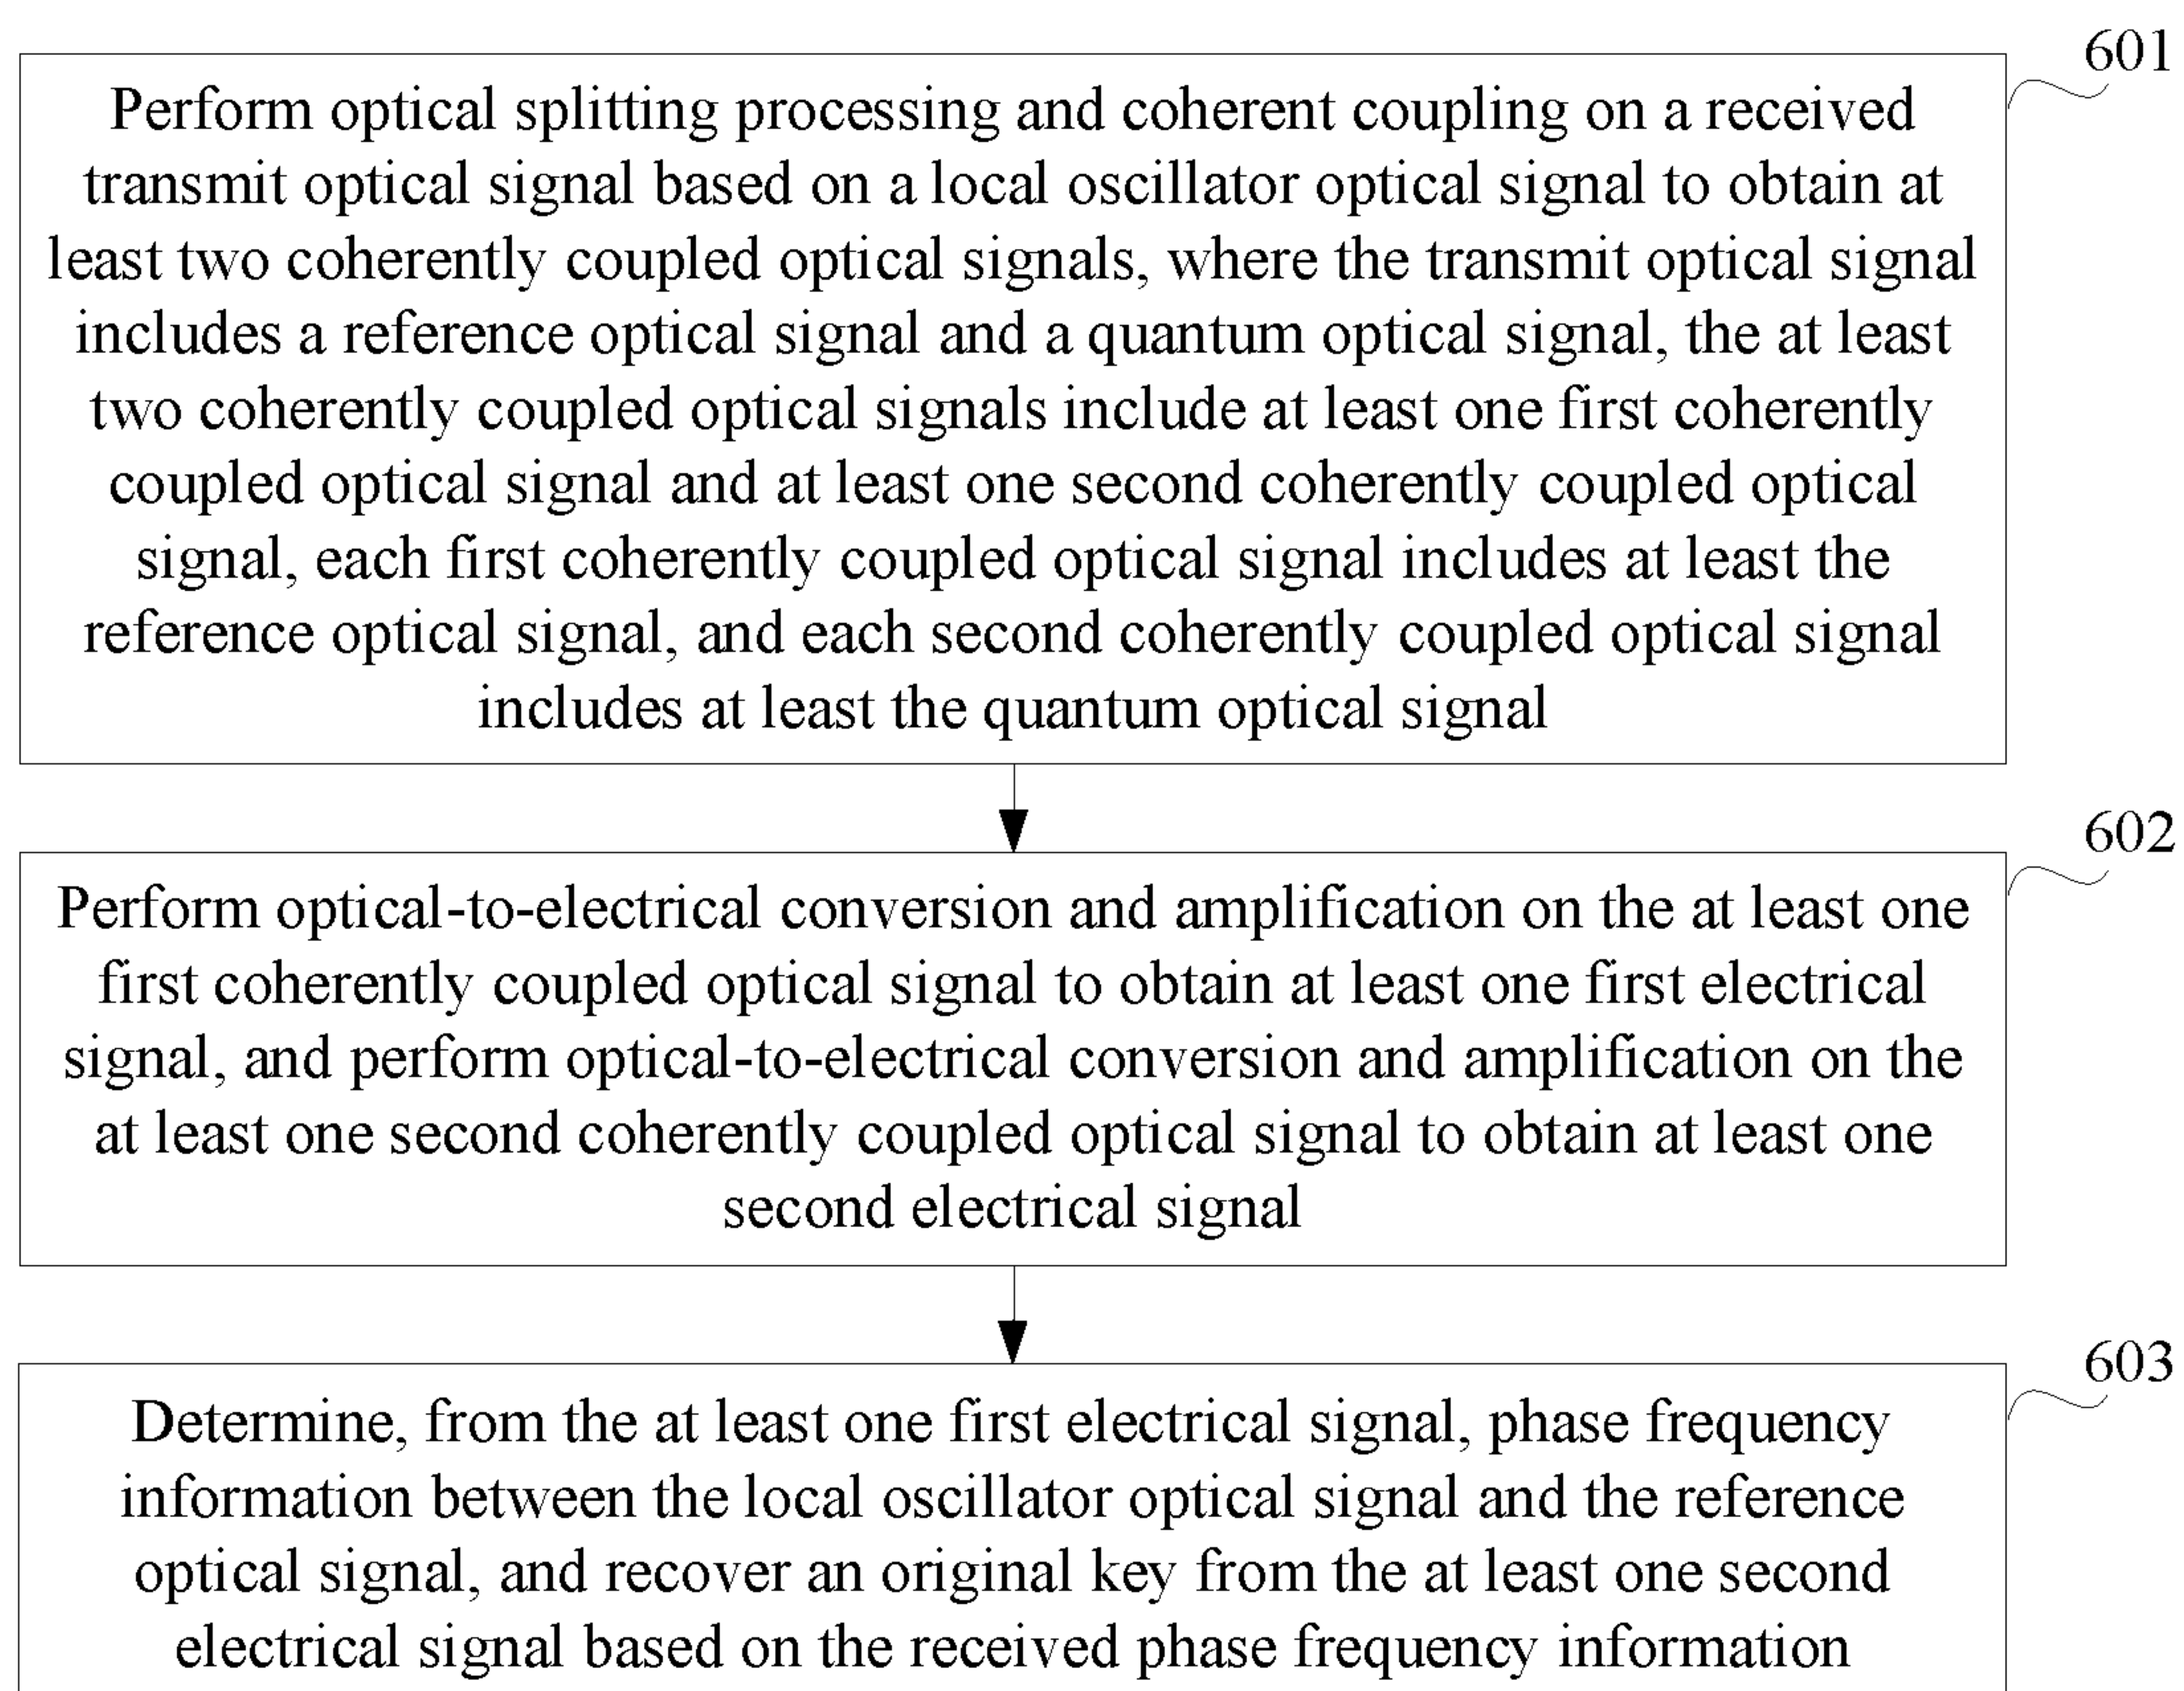 601
Perform optical splitting processing and coherent coupling on a received
transmit optical signal based on a local oscillator optical signal to obtain at
least two coherently coupled optical signals, where the transmit optical signal
includes a reference optical signal and a quantum optical signal, the at least
two coherently coupled optical signals include at least one first coherently
coupled optical signal and at least one second coherently coupled optical
signal, each first coherently coupled optical signal includes at least the
reference optical signal, and each second coherently coupled optical signal
includes at least the quantum optical signal
602
Perform optical-to-electrical conversion and amplification on the at least one
first coherently coupled optical signal to obtain at least one first electrical
signal, and perform optical-to-electrical conversion and amplification on the
at least one second coherently coupled optical signal to obtain at least one
second electrical signal
603
Determine, from the at least one first electrical signal, phase frequency
information between the local oscillator optical signal and the reference
optical signal, and recover an original key from the at least one second
electrical signal based on the received phase frequency information